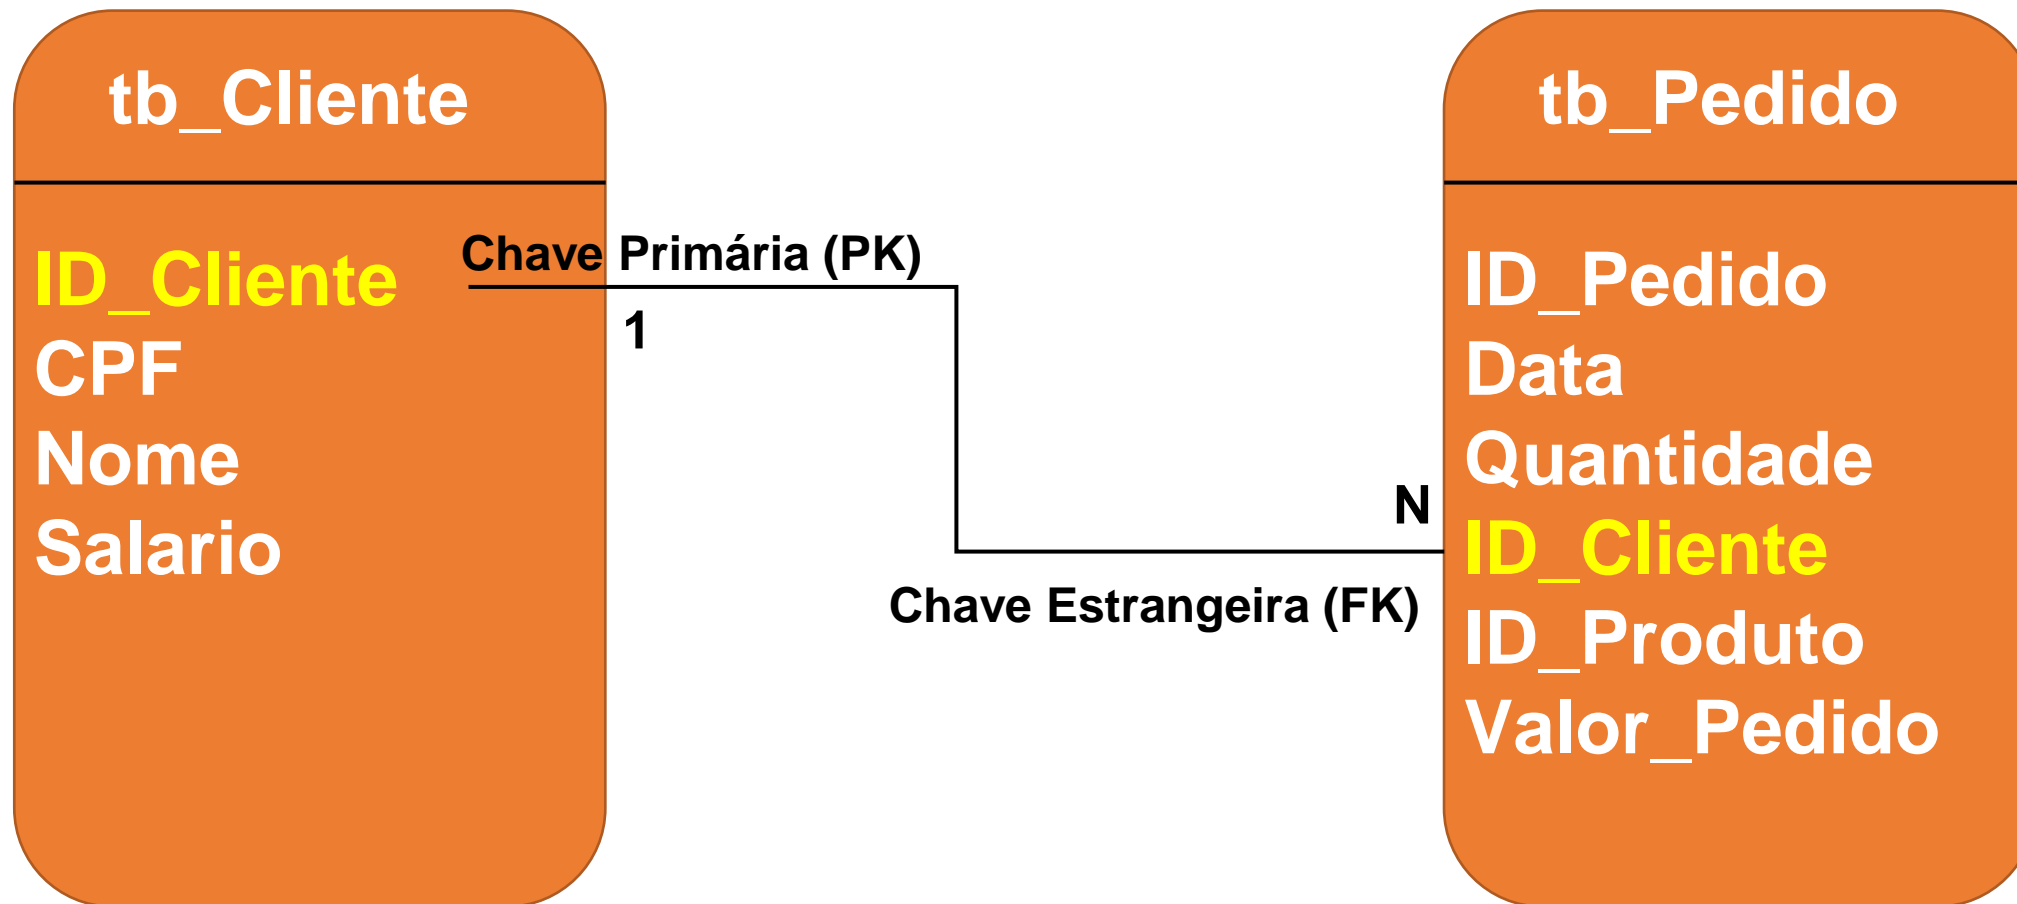 tb_Cliente
ID_Cliente
CPF
Nome
Salario
Chave Primária (PK)
1
N
Chave Estrangeira (FK)
tb_Pedido
ID_Pedido
Data
Quantidade
ID_Cliente
ID_Produto
Valor_Pedido